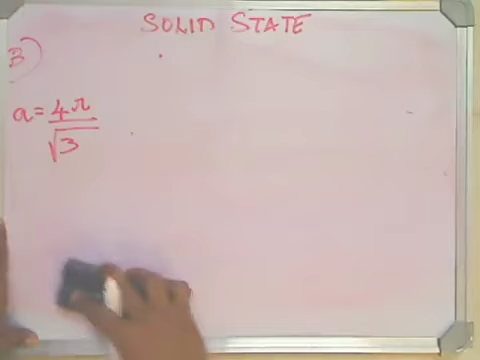 SOLID STATE
3)
a = 4r
√3